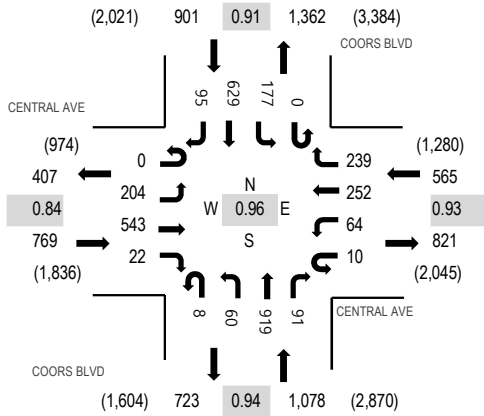 (2,021) 901 0.91 1,362 (3,384)
COORS BLVD
95 629 177 0
CENTRAL AVE
(974) 0 239 (1,280)
407 204 252 565
N
0.84 W 0.96 E 0.93
S
543 64
769 22 10 821
(1,836) (2,045)
8 60 919 91
CENTRAL AVE
COORS BLVD
(1,604) 723 0.94 1,078 (2,870)